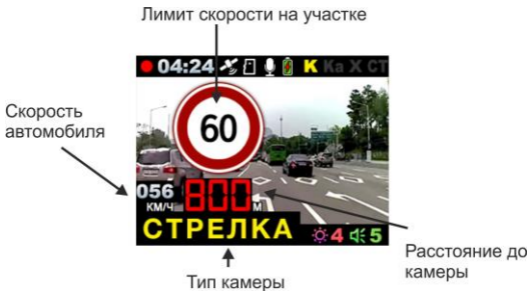 Лимит скорости на участке
04:24 K Ka X СТ
60
Скорость
автомобиля
056
КМ/Ч
800 М
СТРЕЛКА 4 5
Расстояние до
камеры
Тип камеры